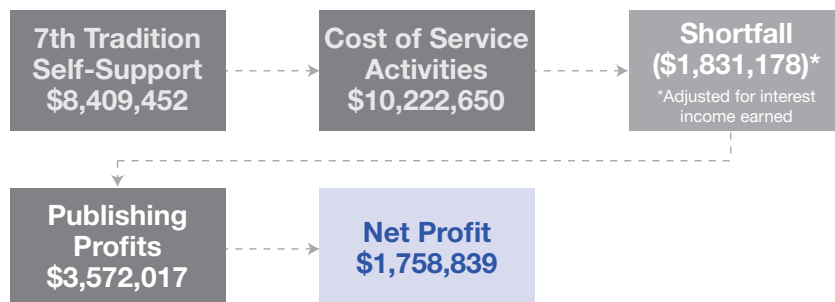 7th Tradition
Self-Support
$8,409,452
Cost of Service
Activities
$10,222,650
Shortfall
($1,831,178)*
*Adjusted for interest
income earned
Publishing
Profits
$3,572,017
Net Profit
$1,758,839